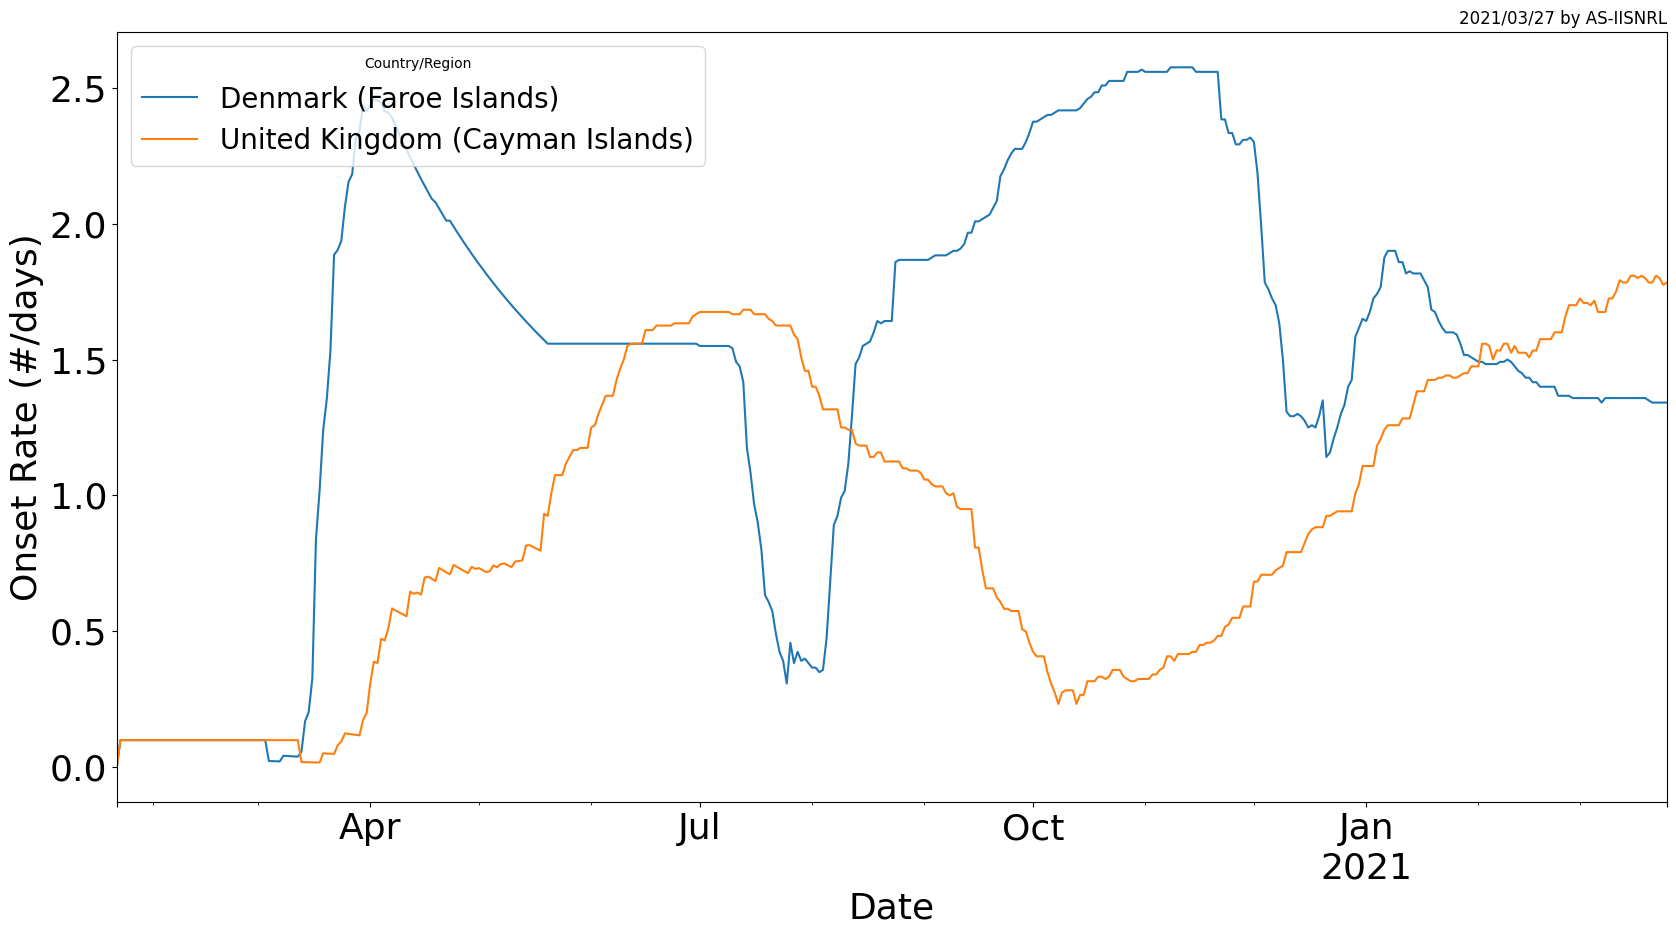 2021/03/27 by AS-IISNRL
Country/Region
Denmark (Faroe Islands)
United Kingdom (Cayman Islands)
Onset Rate (#/days)
2.5
2.0
1.5
1.0
0.5
0.0
Apr
Jul
Oct
Jan
2021
Date